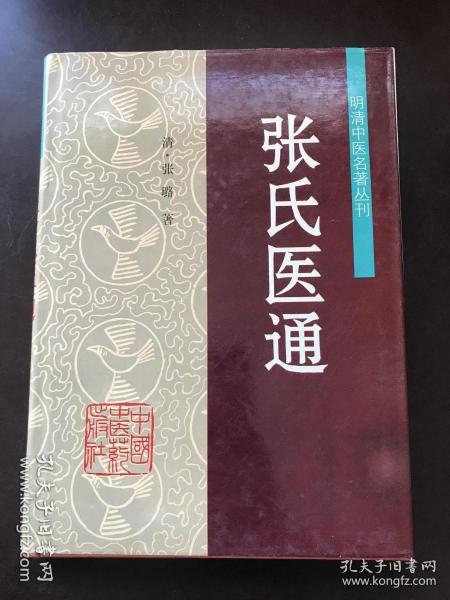 明清中医名著丛刊
张氏医通
清·张璐 著
中國
中医药
出版社
孔夫子旧书网
www.kongfz.com
孔夫子旧书网
www.kongfz.com